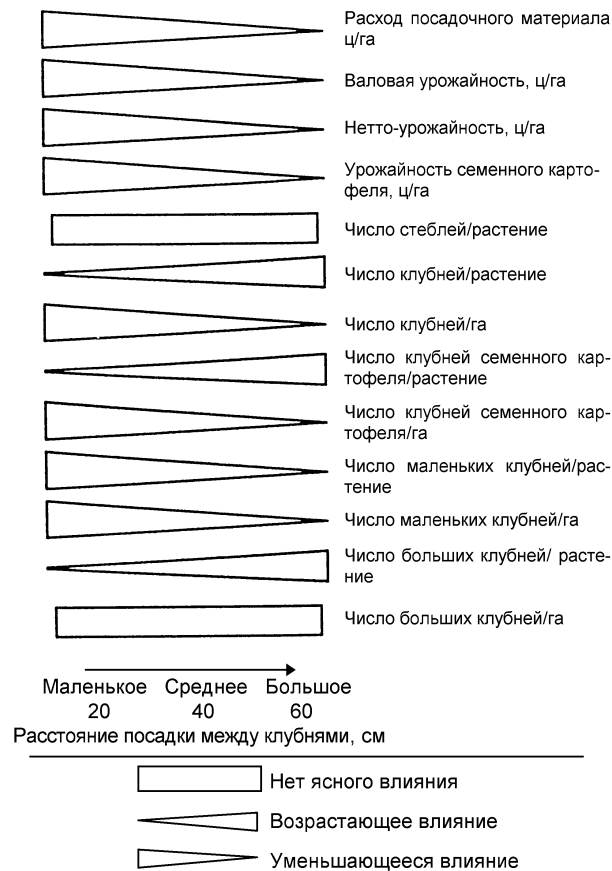 Расход посадочного материала
ц/га
Валовая урожайность, ц/га
Нетто-урожайность, ц/га
Урожайность семенного карто-
феля, ц/га
Число стеблей/растение
Число клубней/растение
Число клубней/га
Число клубней семенного кар-
тофеля/растение
Число клубней семенного кар-
тофеля/га
Число маленьких клубней/рас-
тение
Число маленьких клубней/га
Число больших клубней/ расте-
ние
Число больших клубней/га
Маленькое Среднее Большое
20 40 60
Расстояние посадки между клубнями, см
Нет ясного влияния
Возрастающее влияние
Уменьшающееся влияние